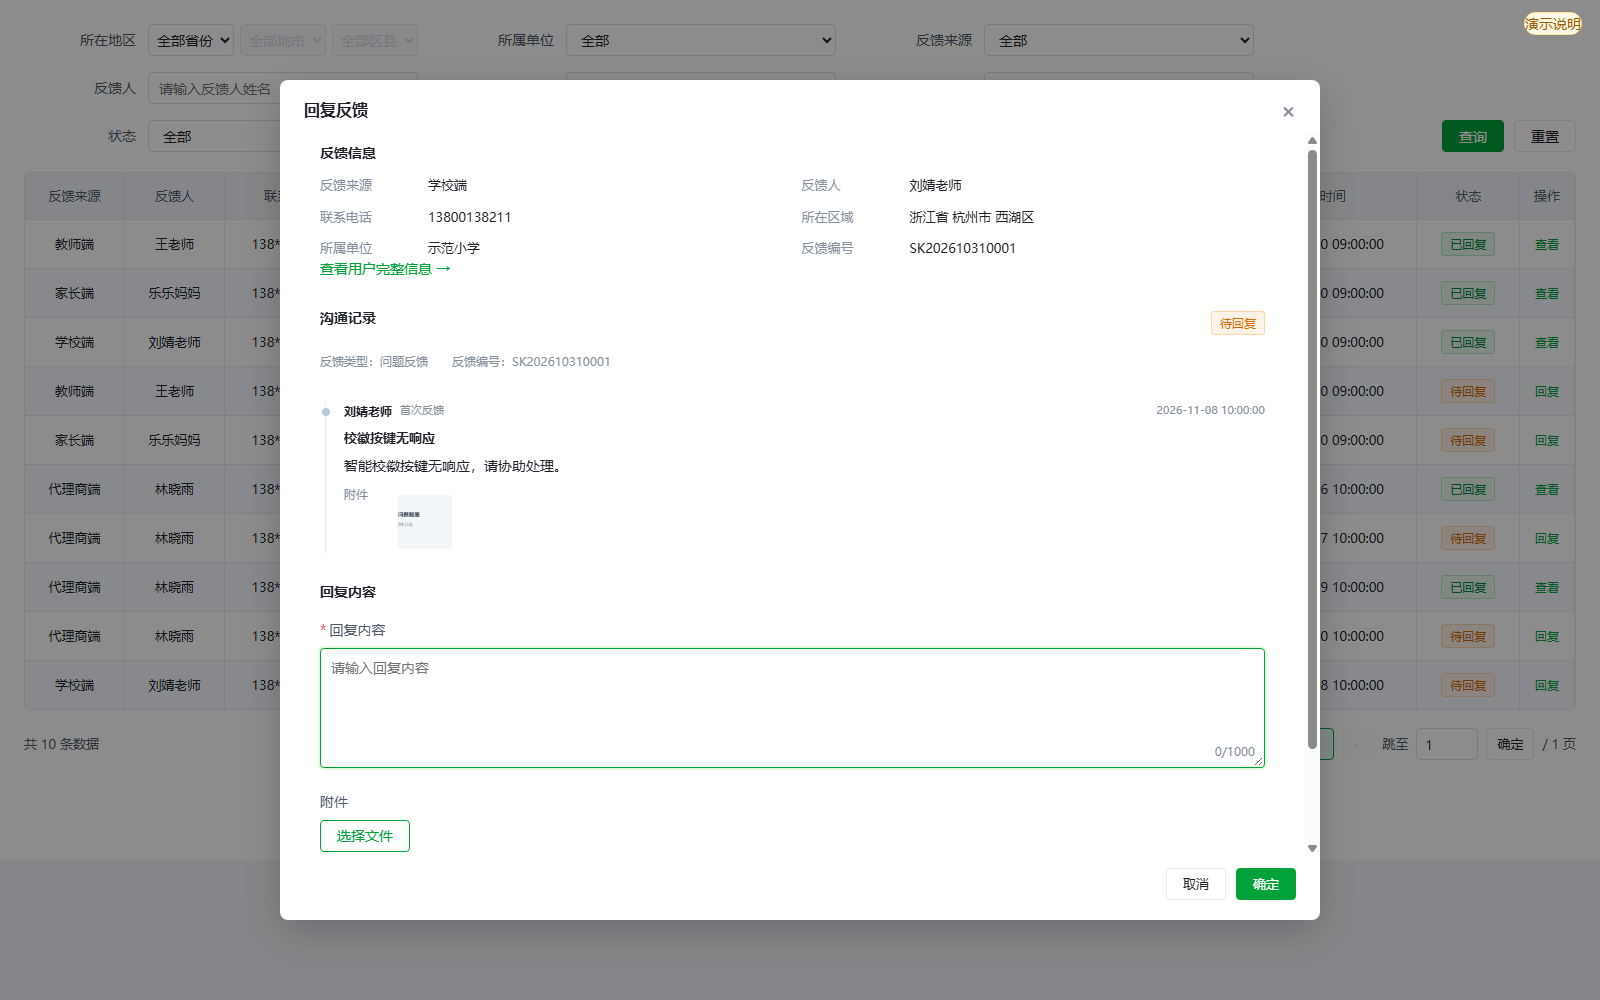 所在地区 全部省份 全部地市 全部区县 所属单位 全部 反馈来源 全部 演示说明
反馈人 请输入反馈人姓名
状态 全部 查询 重置
反馈来源 反馈人 时间 状态 操作
教师端 王老师 138* 0 09:00:00 已回复 查看
家长端 乐乐妈妈 138* 0 09:00:00 已回复 查看
学校端 刘婧老师 138* 0 09:00:00 已回复 查看
教师端 王老师 138* 0 09:00:00 待回复 回复
家长端 乐乐妈妈 138* 0 09:00:00 待回复 回复
代理商端 林晓雨 138* 6 10:00:00 已回复 查看
代理商端 林晓雨 138* 7 10:00:00 待回复 回复
代理商端 林晓雨 138* 9 10:00:00 已回复 查看
代理商端 林晓雨 138* 0 10:00:00 待回复 回复
学校端 刘婧老师 138* 8 10:00:00 待回复 回复
共 10 条数据 跳至 1 确定 / 1 页
回复反馈 ×
反馈信息
反馈来源 学校端 反馈人 刘婧老师
联系电话 13800138211 所在区域 浙江省 杭州市 西湖区
所属单位 示范小学 反馈编号 SK202610310001
查看用户完整信息 →
沟通记录 待回复
反馈类型：问题反馈 反馈编号：SK202610310001
刘婧老师 首次反馈 2026-11-08 10:00:00
校徽按键无响应
智能校徽按键无响应，请协助处理。
附件
回复内容
* 回复内容
请输入回复内容
0/1000
附件
选择文件
取消 确定